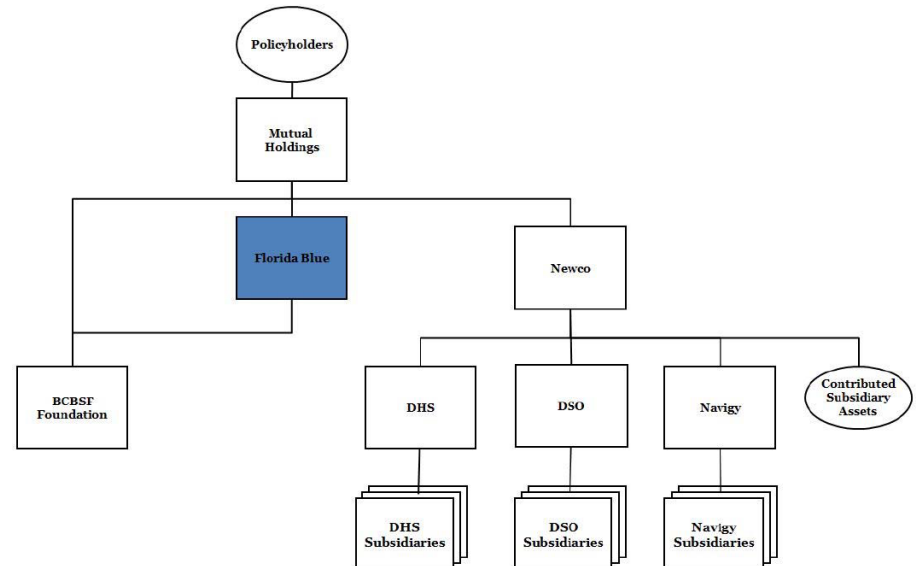 Policyholders
Mutual
Holdings
Florida Blue
Newco
BCBSF
Foundation
DHS
DSO
Navigy
Contributed
Subsidiary
Assets
DHS
Subsidiaries
DSO
Subsidiaries
Navigy
Subsidiaries